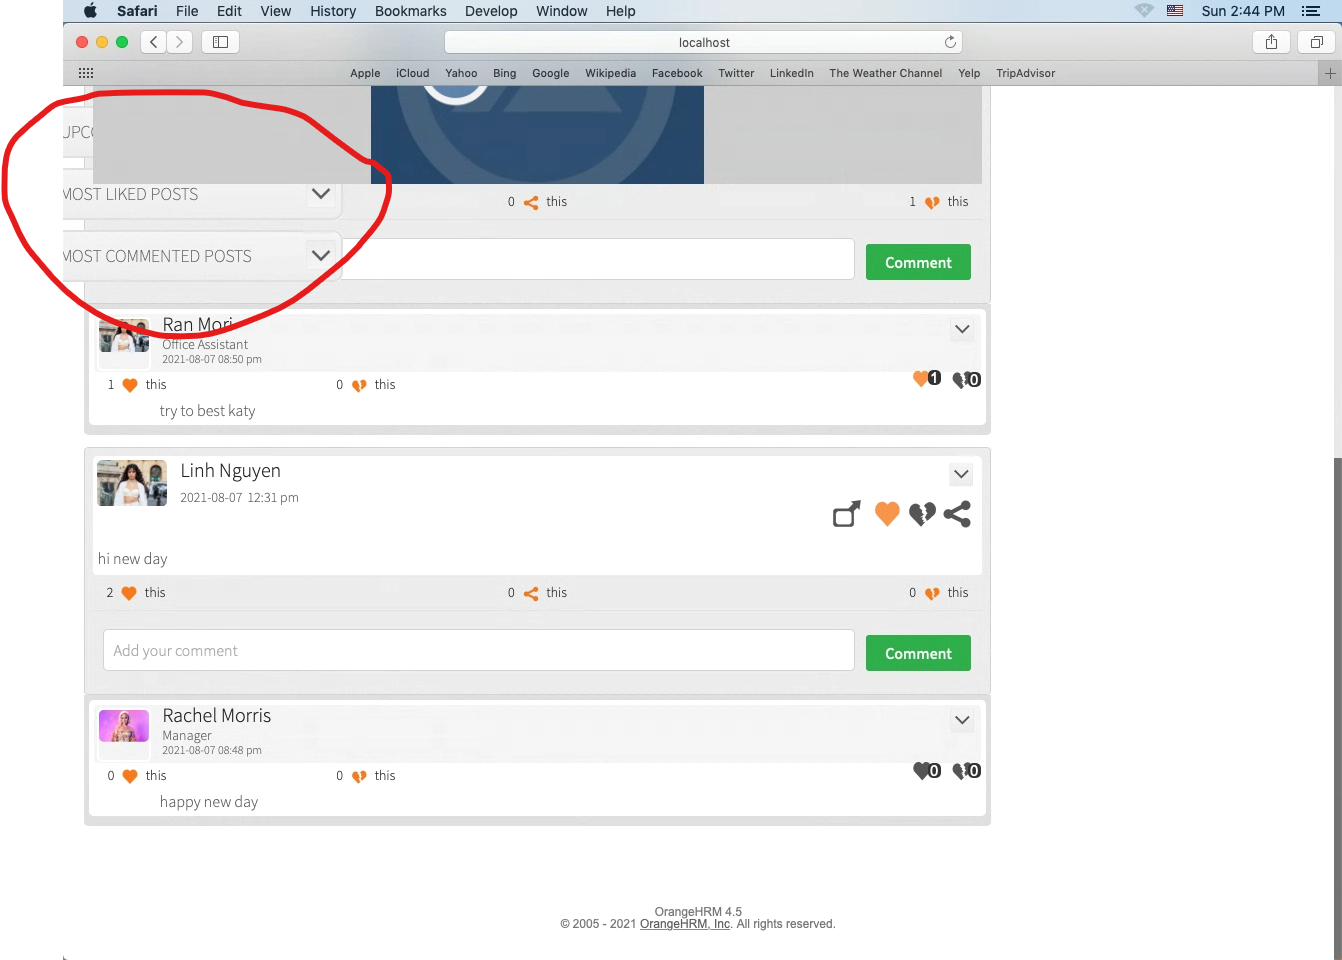 Safari File Edit View History Bookmarks Develop Window Help Sun 2:44 PM
localhost
Apple iCloud Yahoo Bing Google Wikipedia Facebook Twitter LinkedIn The Weather Channel Yelp TripAdvisor
MOST LIKED POSTS
0 this 1 this
MOST COMMENTED POSTS
Comment
Ran Mori
Office Assistant
2021-08-07 08:50 pm
1 this 0 this 1 0
try to best katy
Linh Nguyen
2021-08-07 12:31 pm
hi new day
2 this 0 this 0 this
Add your comment Comment
Rachel Morris
Manager
2021-08-07 08:48 pm
0 this 0 this 0 0
happy new day
OrangeHRM 4.5
© 2005 - 2021 OrangeHRM, Inc. All rights reserved.